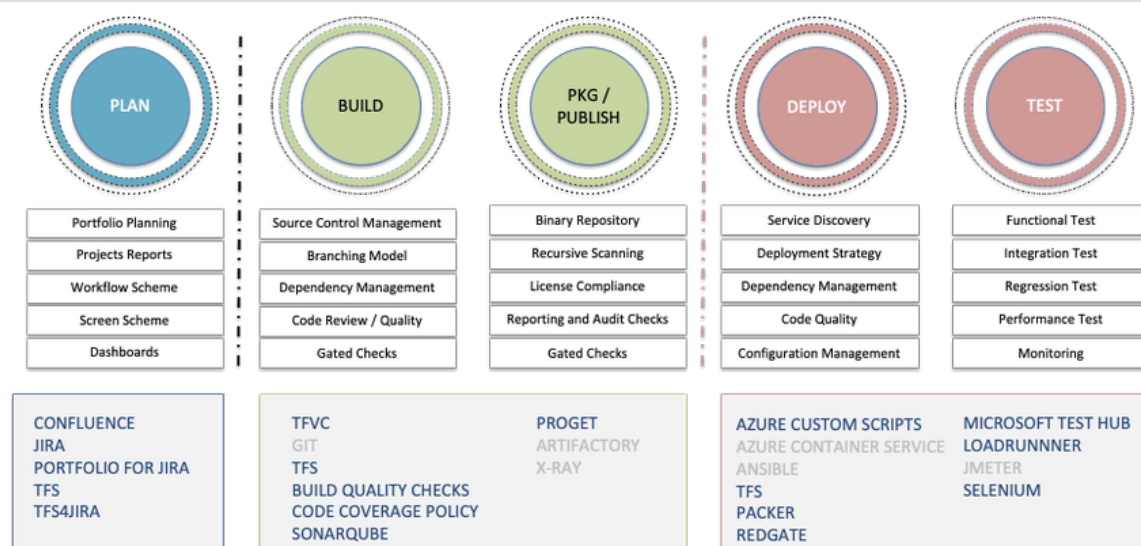 PLAN
BUILD
PKG /
PUBLISH
DEPLOY
TEST
Portfolio Planning
Projects Reports
Workflow Scheme
Screen Scheme
Dashboards
Source Control Management
Branching Model
Dependency Management
Code Review / Quality
Gated Checks
Binary Repository
Recursive Scanning
License Compliance
Reporting and Audit Checks
Gated Checks
Service Discovery
Deployment Strategy
Dependency Management
Code Quality
Configuration Management
Functional Test
Integration Test
Regression Test
Performance Test
Monitoring
CONFLUENCE
JIRA
PORTFOLIO FOR JIRA
TFS
TFS4JIRA
TFVC
GIT
TFS
BUILD QUALITY CHECKS
CODE COVERAGE POLICY
SONARQUBE
PROGET
ARTIFACTORY
X-RAY
AZURE CUSTOM SCRIPTS
AZURE CONTAINER SERVICE
ANSIBLE
TFS
PACKER
REDGATE
MICROSOFT TEST HUB
LOADRUNNNER
JMETER
SELENIUM